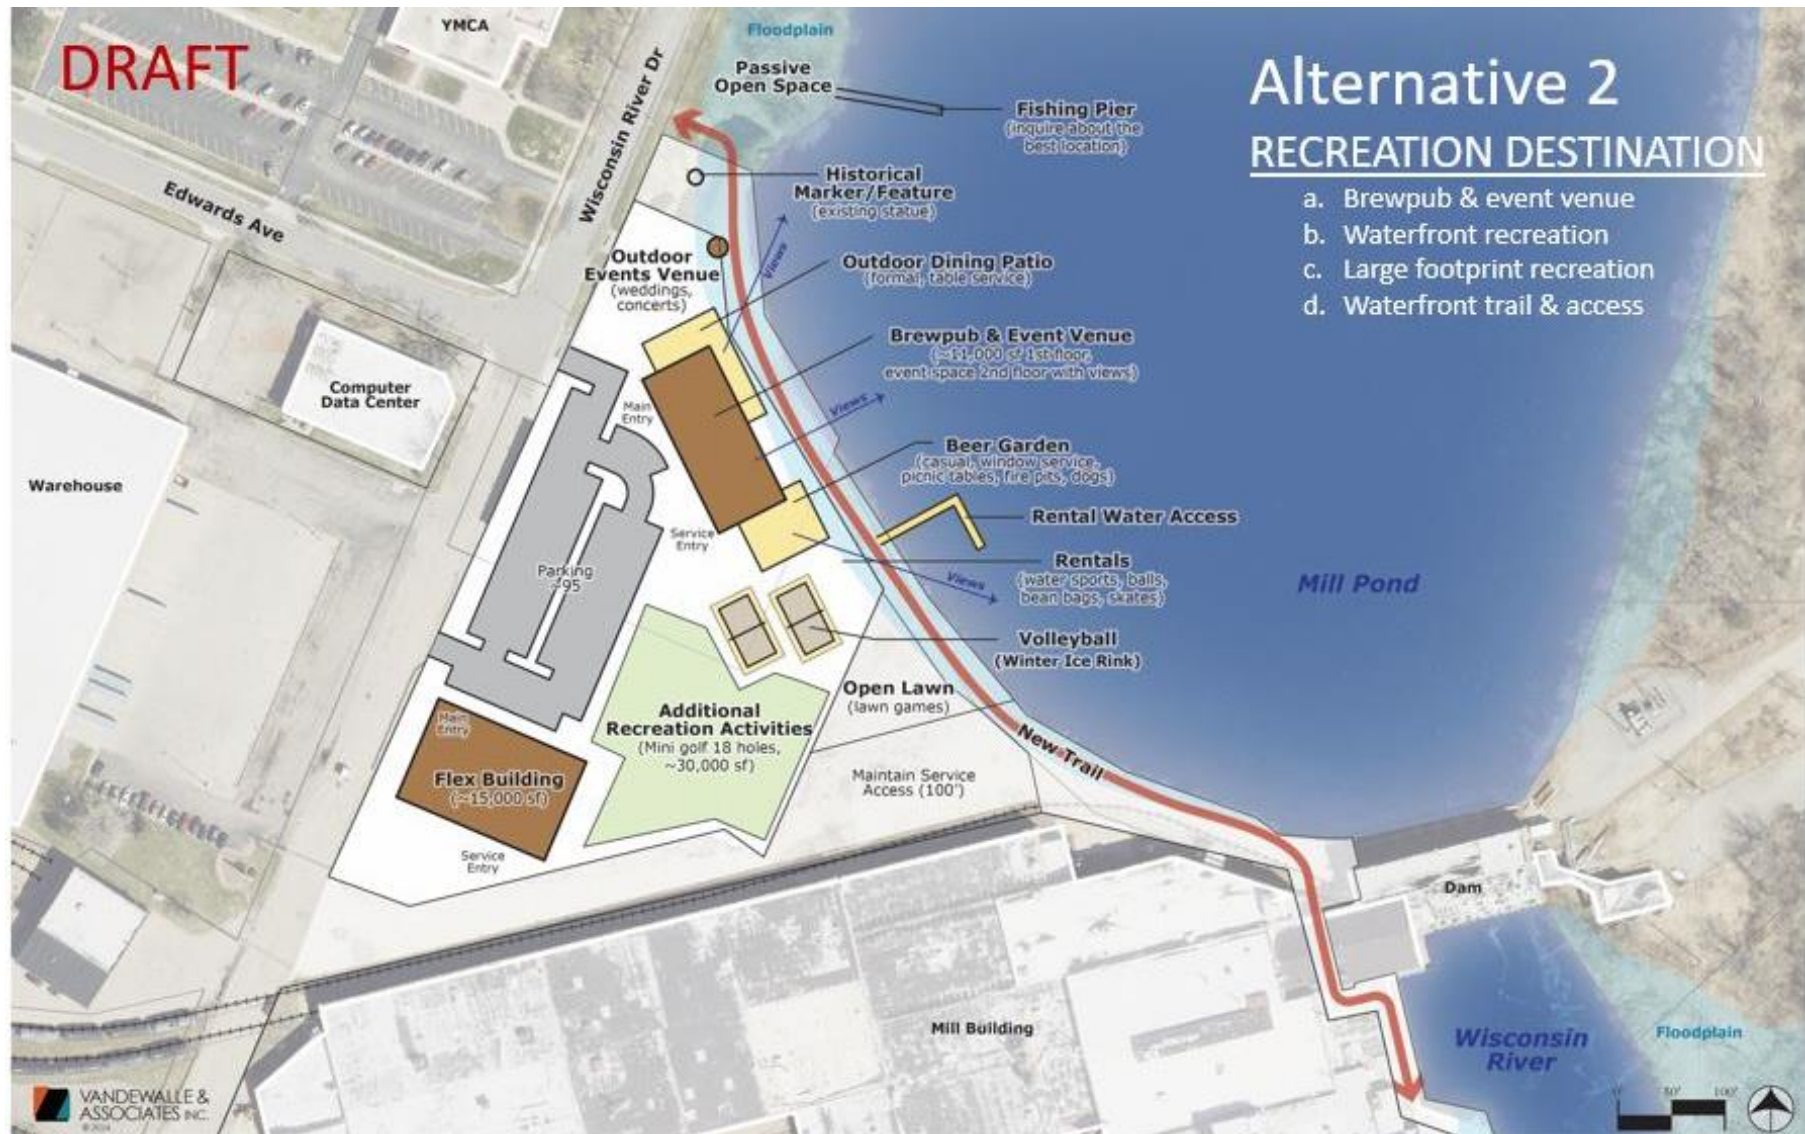 DRAFT
YMCA
Floodplain
Passive
Open Space
Wisconsin River Dr
Fishing Pier
(inquire about the
best location)
Alternative 2
RECREATION DESTINATION
a. Brewpub & event venue
b. Waterfront recreation
c. Large footprint recreation
d. Waterfront trail & access
Edwards Ave
Historical
Marker/Feature
(existing statue)
Views
Outdoor
Events Venue
(weddings,
concerts)
Outdoor Dining Patio
(formal, table service)
Brewpub & Event Venue
(~11,000 sf 1st floor,
event space 2nd floor with views)
Computer
Data Center
Main
Entry
Views
Beer Garden
(casual, window service,
picnic tables, fire pits, dogs)
Warehouse
Rental Water Access
Service
Entry
Parking
~95
Rentals
(water sports, balls,
bean bags, skates)
Views
Mill Pond
Volleyball
(Winter Ice Rink)
Open Lawn
(lawn games)
Additional
Recreation Activities
(Mini golf 18 holes,
~30,000 sf)
Main
Entry
New Trail
Flex Building
(~15,000 sf)
Maintain Service
Access (100')
Service
Entry
Dam
Mill Building
Wisconsin
River
Floodplain
VANDEWALLE &
ASSOCIATES INC.
0' 50' 100'